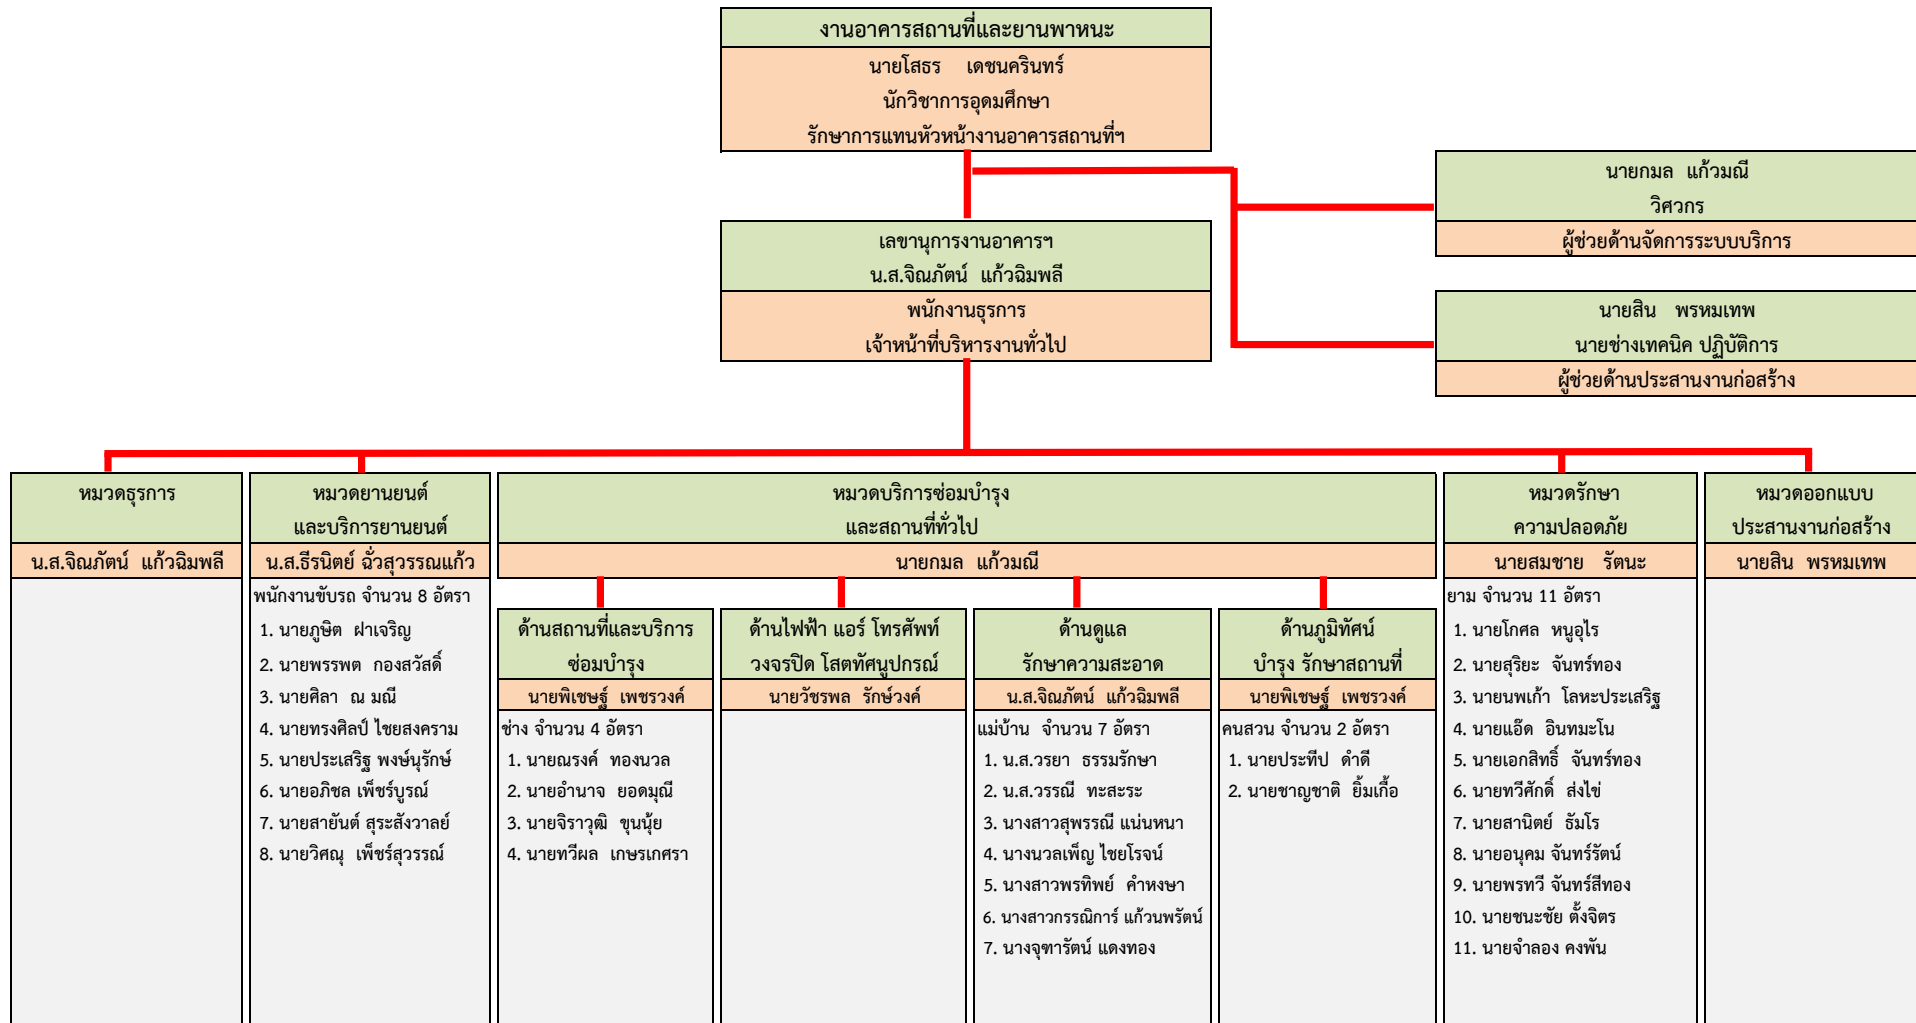 งานอาคารสถานที่และยานพาหนะ
นายโสธร เดชนครินทร์
นักวิชาการอุดมศึกษา
รักษาการแทนหัวหน้างานอาคารสถานที่ฯ
นายกมล แก้วมณี
วิศวกร
ผู้ช่วยด้านจัดการระบบบริการ
เลขานุการงานอาคารฯ
น.ส.จิณภัตน์ แก้วฉิมพลี
พนักงานธุรการ
เจ้าหน้าที่บริหารงานทั่วไป
นายสิน พรหมเทพ
นายช่างเทคนิค ปฏิบัติการ
ผู้ช่วยด้านประสานงานก่อสร้าง
หมวดธุรการ
น.ส.จิณภัตน์ แก้วฉิมพลี
หมวดยานยนต์
และบริการยานยนต์
น.ส.ธีรนิตย์ ฉั่วสุวรรณแก้ว
พนักงานขับรถ จำนวน 8 อัตรา
1. นายภูษิต ฝาเจริญ
2. นายพรรพต กองสวัสดิ์
3. นายศิลา ณ มณี
4. นายทรงศิลป์ ไชยสงคราม
5. นายประเสริฐ พงษ์นุรักษ์
6. นายอภิชล เพ็ชร์บูรณ์
7. นายสายันต์ สุระสังวาลย์
8. นายวิศณุ เพ็ชร์สุวรรณ์
หมวดบริการซ่อมบำรุง
และสถานที่ทั่วไป
นายกมล แก้วมณี
ด้านสถานที่และบริการ
ซ่อมบำรุง
นายพิเชษฐ์ เพชรวงค์
ช่าง จำนวน 4 อัตรา
1. นายณรงค์ ทองนวล
2. นายอำนาจ ยอดมุณี
3. นายจิราวุฒิ ขุนนุ้ย
4. นายทวีผล เกษรเกศรา
ด้านไฟฟ้า แอร์ โทรศัพท์
วงจรปิด โสตทัศนูปกรณ์
นายวัชรพล รักษ์วงค์
ด้านดูแล
รักษาความสะอาด
น.ส.จิณภัตน์ แก้วฉิมพลี
แม่บ้าน จำนวน 7 อัตรา
1. น.ส.วรยา ธรรมรักษา
2. น.ส.วรรณี ทะสะระ
3. นางสาวสุพรรณี แน่นหนา
4. นางนวลเพ็ญ ไชยโรจน์
5. นางสาวพรทิพย์ คำหงษา
6. นางสาวกรรณิการ์ แก้วนพรัตน์
7. นางจุฑารัตน์ แดงทอง
ด้านภูมิทัศน์
บำรุง รักษาสถานที่
นายพิเชษฐ์ เพชรวงค์
คนสวน จำนวน 2 อัตรา
1. นายประทีป ดำดี
2. นายชาญชาติ ยิ้มเกื้อ
หมวดรักษา
ความปลอดภัย
นายสมชาย รัตนะ
ยาม จำนวน 11 อัตรา
1. นายโกศล หนูอุไร
2. นายสุริยะ จันทร์ทอง
3. นายนพเก้า โลหะประเสริฐ
4. นายแอ๊ด อินทมะโน
5. นายเอกสิทธิ์ จันทร์ทอง
6. นายทวีศักดิ์ ส่งไข่
7. นายสานิตย์ ธัมโร
8. นายอนุคม จันทร์รัตน์
9. นายพรทวี จันทร์สีทอง
10. นายชนะชัย ตั้งจิตร
11. นายจำลอง คงพัน
หมวดออกแบบ
ประสานงานก่อสร้าง
นายสิน พรหมเทพ